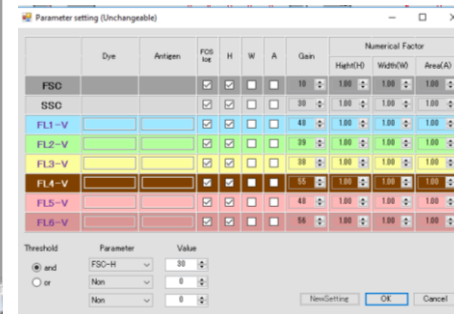 Parameter setting (Unchangeable)
Dye Antigen FOS log H W A Gain Numerical Factor
Hight(H) Width(W) Area(A)
FSC 10 1.00 1.00 1.00
SSC 30 1.00 1.00 1.00
FL1-V 40 1.00 1.00 1.00
FL2-V 39 1.00 1.00 1.00
FL3-V 38 1.00 1.00 1.00
FL4-V 55 1.00 1.00 1.00
FL5-V 40 1.00 1.00 1.00
FL6-V 56 1.00 1.00 1.00
Threshold Parameter Value
and FSC-H 30
or Non 0
Non 0
NewSetting OK Cancel